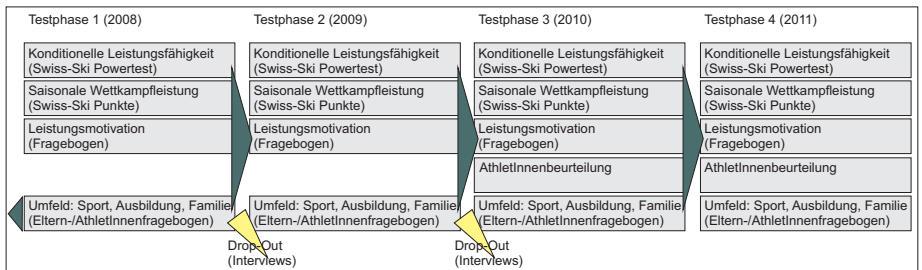 Testphase 1 (2008)
Konditionelle Leistungsfähigkeit
(Swiss-Ski Powertest)
Saisonale Wettkampfleistung
(Swiss-Ski Punkte)
Leistungsmotivation
(Fragebogen)
Umfeld: Sport, Ausbildung, Familie
(Eltern-/AthletInnenfragebogen)
Drop-Out
(Interviews)
Testphase 2 (2009)
Konditionelle Leistungsfähigkeit
(Swiss-Ski Powertest)
Saisonale Wettkampfleistung
(Swiss-Ski Punkte)
Leistungsmotivation
(Fragebogen)
Umfeld: Sport, Ausbildung, Familie
(Eltern-/AthletInnenfragebogen)
Drop-Out
(Interviews)
Testphase 3 (2010)
Konditionelle Leistungsfähigkeit
(Swiss-Ski Powertest)
Saisonale Wettkampfleistung
(Swiss-Ski Punkte)
Leistungsmotivation
(Fragebogen)
AthletInnenbeurteilung
Umfeld: Sport, Ausbildung, Familie
(Eltern-/AthletInnenfragebogen)
Testphase 4 (2011)
Konditionelle Leistungsfähigkeit
(Swiss-Ski Powertest)
Saisonale Wettkampfleistung
(Swiss-Ski Punkte)
Leistungsmotivation
(Fragebogen)
AthletInnenbeurteilung
Umfeld: Sport, Ausbildung, Familie
(Eltern-/AthletInnenfragebogen)